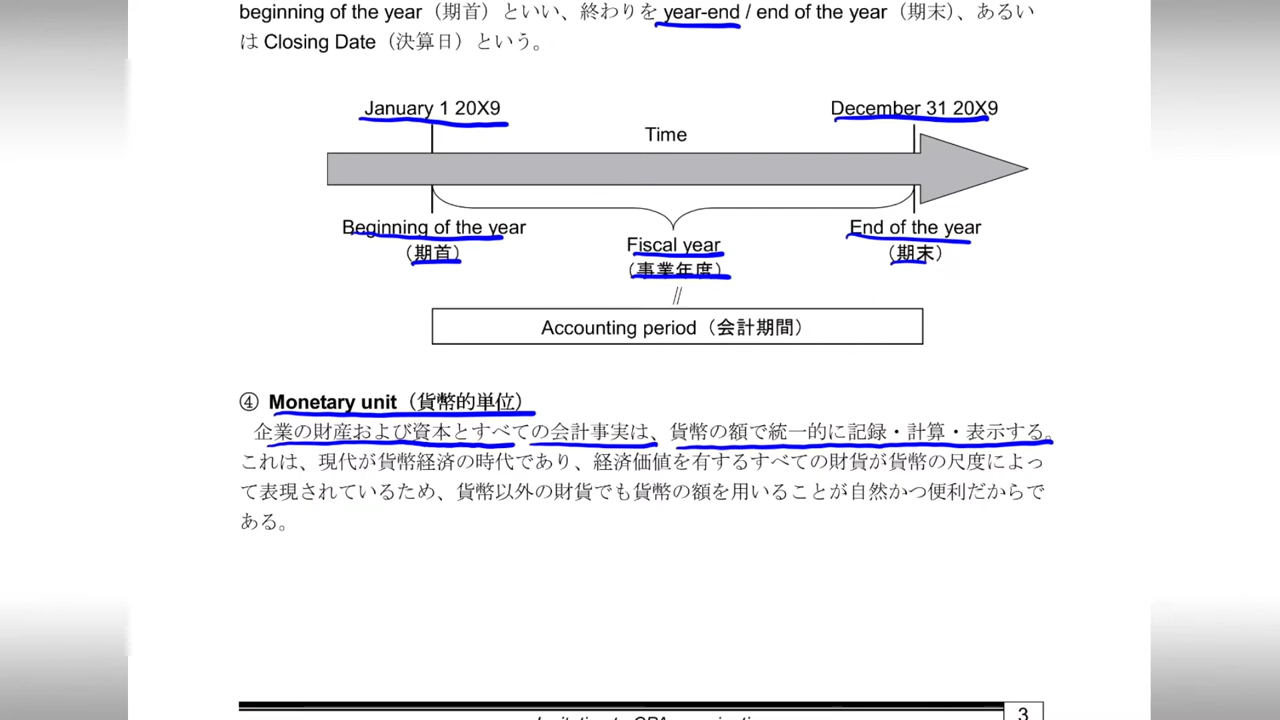 beginning of the year（期首）といい、終わりを year-end / end of the year（期末）、あるい
は Closing Date（決算日）という。
January 1 20X9
December 31 20X9
Time
Beginning of the year
（期首）
Fiscal year
（事業年度）
End of the year
（期末）
//
Accounting period（会計期間）
④ Monetary unit（貨幣的単位）
企業の財産および資本とすべての会計事実は、貨幣の額で統一的に記録・計算・表示する。
これは、現代が貨幣経済の時代であり、経済価値を有するすべての財貨が貨幣の尺度によっ
て表現されているため、貨幣以外の財貨でも貨幣の額を用いることが自然かつ便利だからで
ある。
3